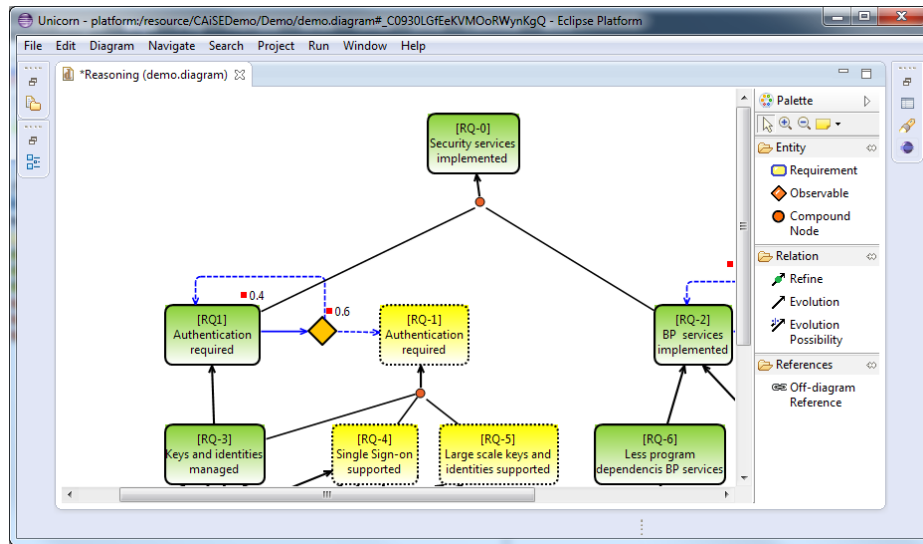 Unicorn - platform:/resource/CAiSEDemo/Demo/demo.diagram#_C0930LGfEeKVMOoRWynKgQ - Eclipse Platform
File Edit Diagram Navigate Search Project Run Window Help
*Reasoning (demo.diagram)
Palette
Entity
Requirement
Observable
Compound
Node
Relation
Refine
Evolution
Evolution
Possibility
References
Off-diagram
Reference
[RQ-0]
Security services
implemented
0.4
0.6
[RQ1]
Authentication
required
[RQ-1]
Authentication
required
[RQ-2]
BP services
implemented
[RQ-3]
Keys and identities
managed
[RQ-4]
Single Sign-on
supported
[RQ-5]
Large scale keys and
identities supported
[RQ-6]
Less program
dependencis BP services